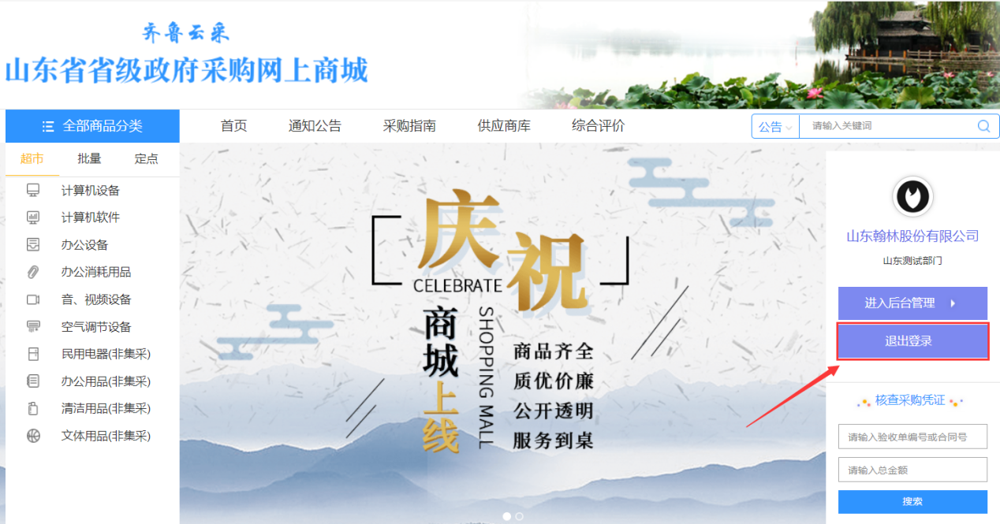 齐鲁云采
山东省省级政府采购网上商城
全部商品分类
首页
通知公告
采购指南
供应商库
综合评价
公告
请输入关键词
超市
批量
定点
计算机设备
计算机软件
办公设备
办公消耗用品
音、视频设备
空气调节设备
民用电器(非集采)
办公用品(非集采)
清洁用品(非集采)
文体用品(非集采)
庆祝
CELEBRATE
商城上线
SHOPPING MALL
商品齐全
质优价廉
公开透明
服务到桌
山东翰林股份有限公司
山东测试部门
进入后台管理
退出登录
核查采购凭证
请输入验收单编号或合同号
请输入总金额
搜索